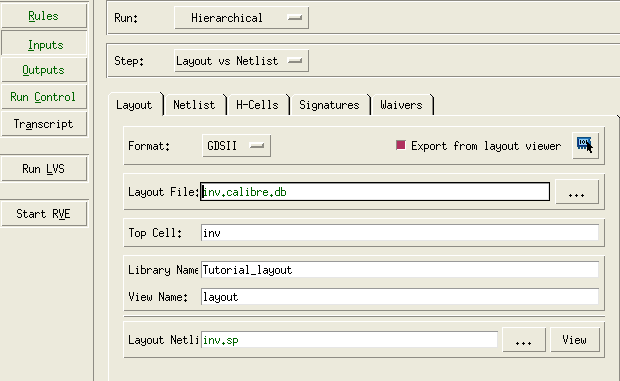 Rules
Inputs
Outputs
Run Control
Transcript
Run LVS
Start RVE
Run: Hierarchical
Step: Layout vs Netlist
Layout Netlist H-Cells Signatures Waivers
Format: GDSII Export from layout viewer
Layout File: inv.calibre.db ...
Top Cell: inv
Library Name Tutorial_layout
View Name: layout
Layout Netli inv.sp ... View